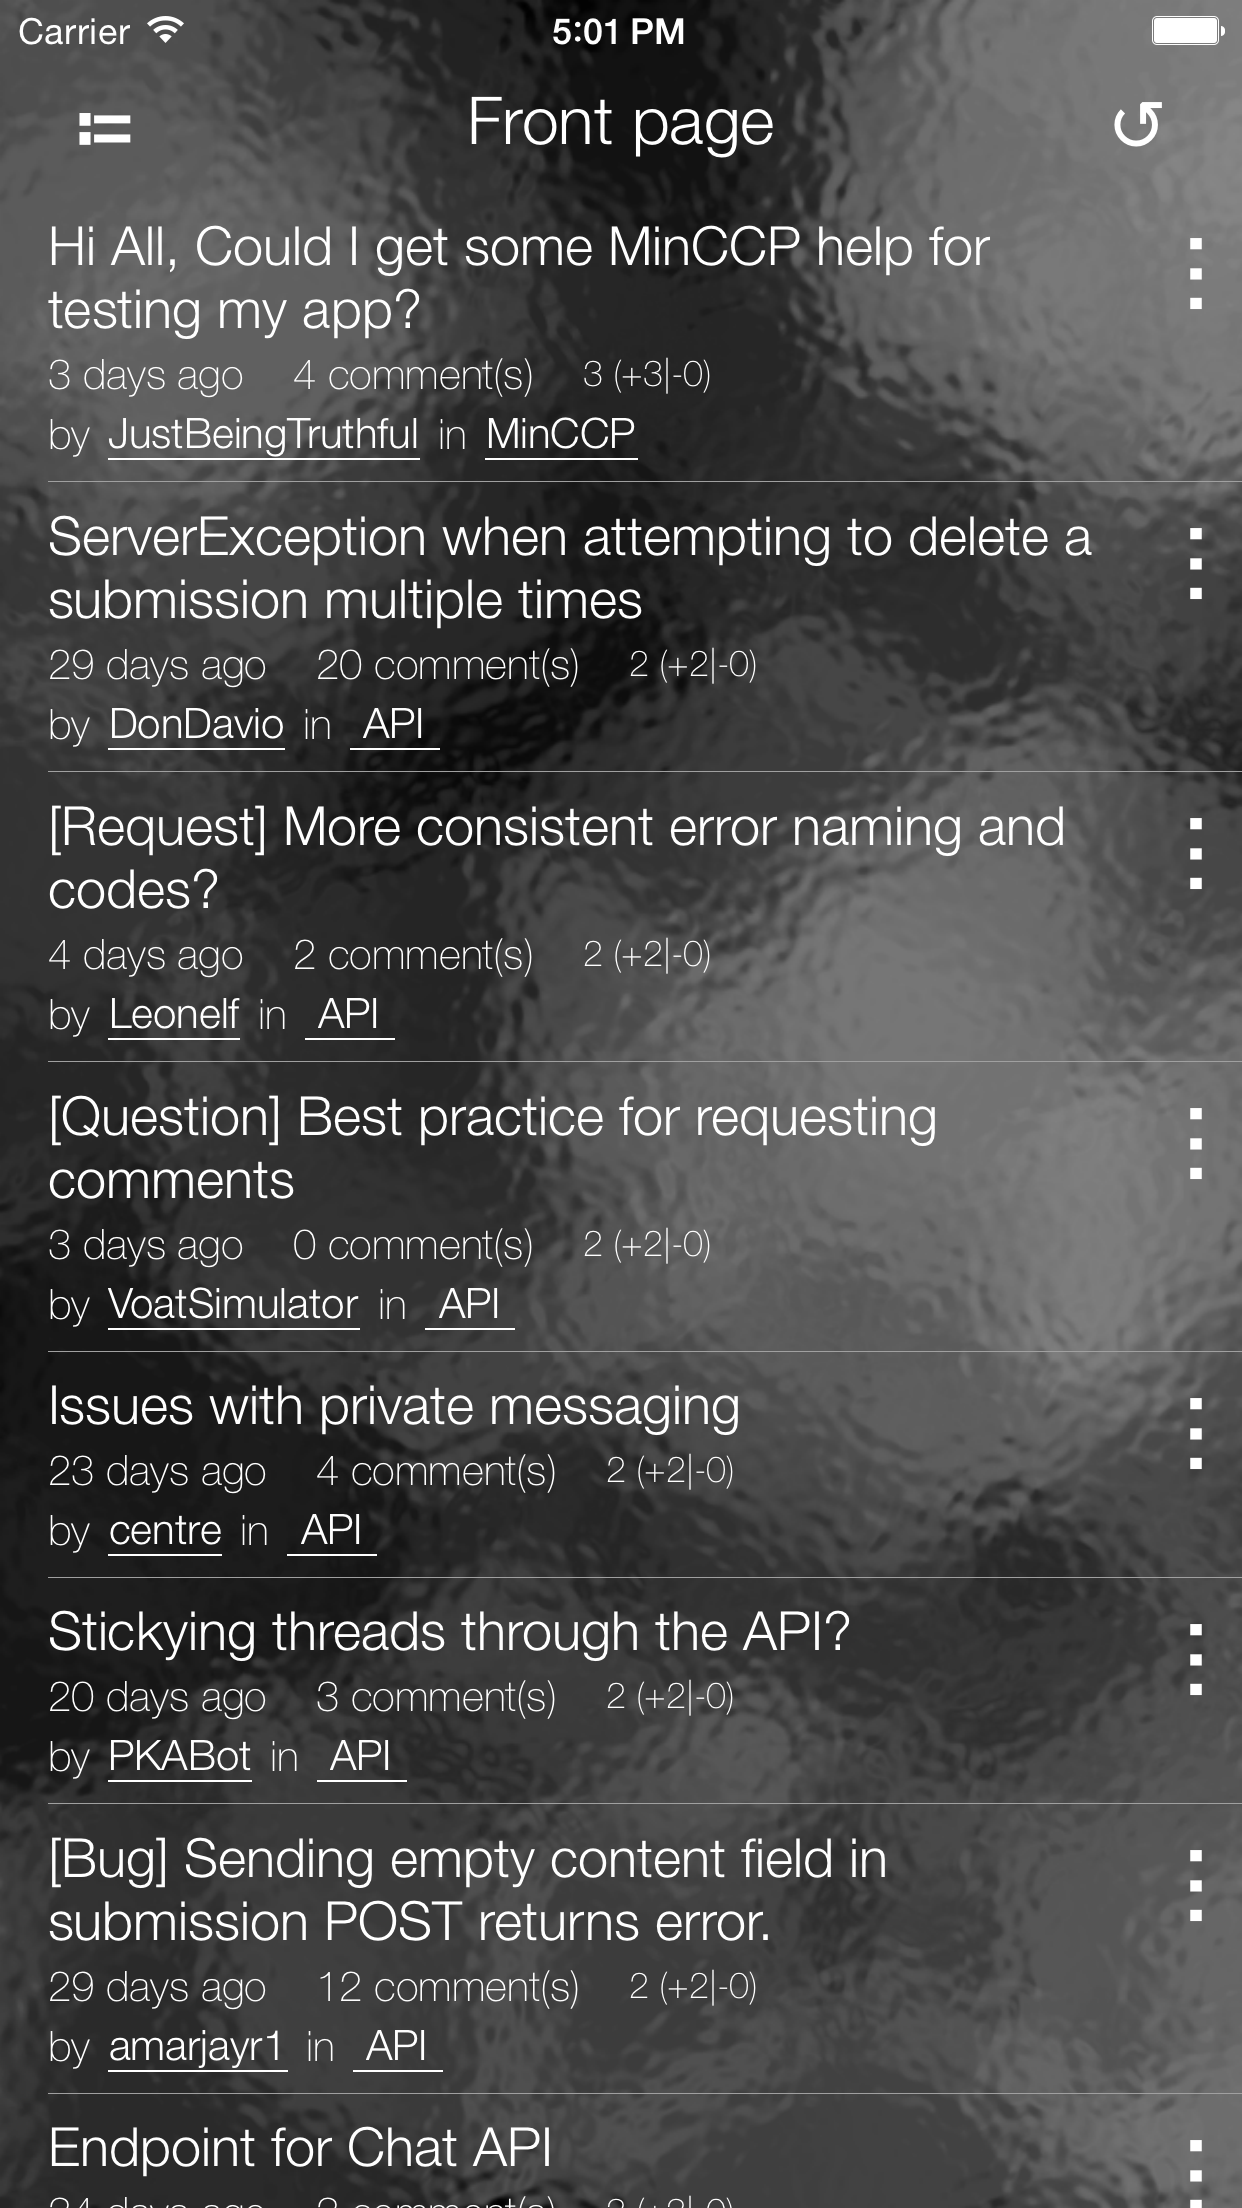 Carrier 5:01 PM
Front page
Hi All, Could I get some MinCCP help for
testing my app?
3 days ago 4 comment(s) 3 (+3|-0)
by JustBeingTruthful in MinCCP
ServerException when attempting to delete a
submission multiple times
29 days ago 20 comment(s) 2 (+2|-0)
by DonDavio in API
[Request] More consistent error naming and
codes?
4 days ago 2 comment(s) 2 (+2|-0)
by Leonelf in API
[Question] Best practice for requesting
comments
3 days ago 0 comment(s) 2 (+2|-0)
by VoatSimulator in API
Issues with private messaging
23 days ago 4 comment(s) 2 (+2|-0)
by centre in API
Stickying threads through the API?
20 days ago 3 comment(s) 2 (+2|-0)
by PKABot in API
[Bug] Sending empty content field in
submission POST returns error.
29 days ago 12 comment(s) 2 (+2|-0)
by amarjayr1 in API
Endpoint for Chat API
days ago comment(s)